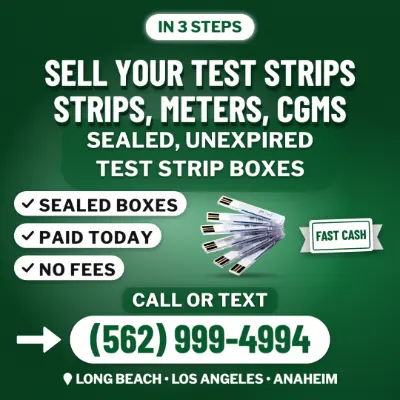 IN 3 STEPS
SELL YOUR TEST STRIPS
STRIPS, METERS, CGMS
SEALED, UNEXPIRED
TEST STRIP BOXES
SEALED BOXES
PAID TODAY
NO FEES
FAST CASH
CALL OR TEXT
(562) 999-4994
LONG BEACH • LOS ANGELES • ANAHEIM